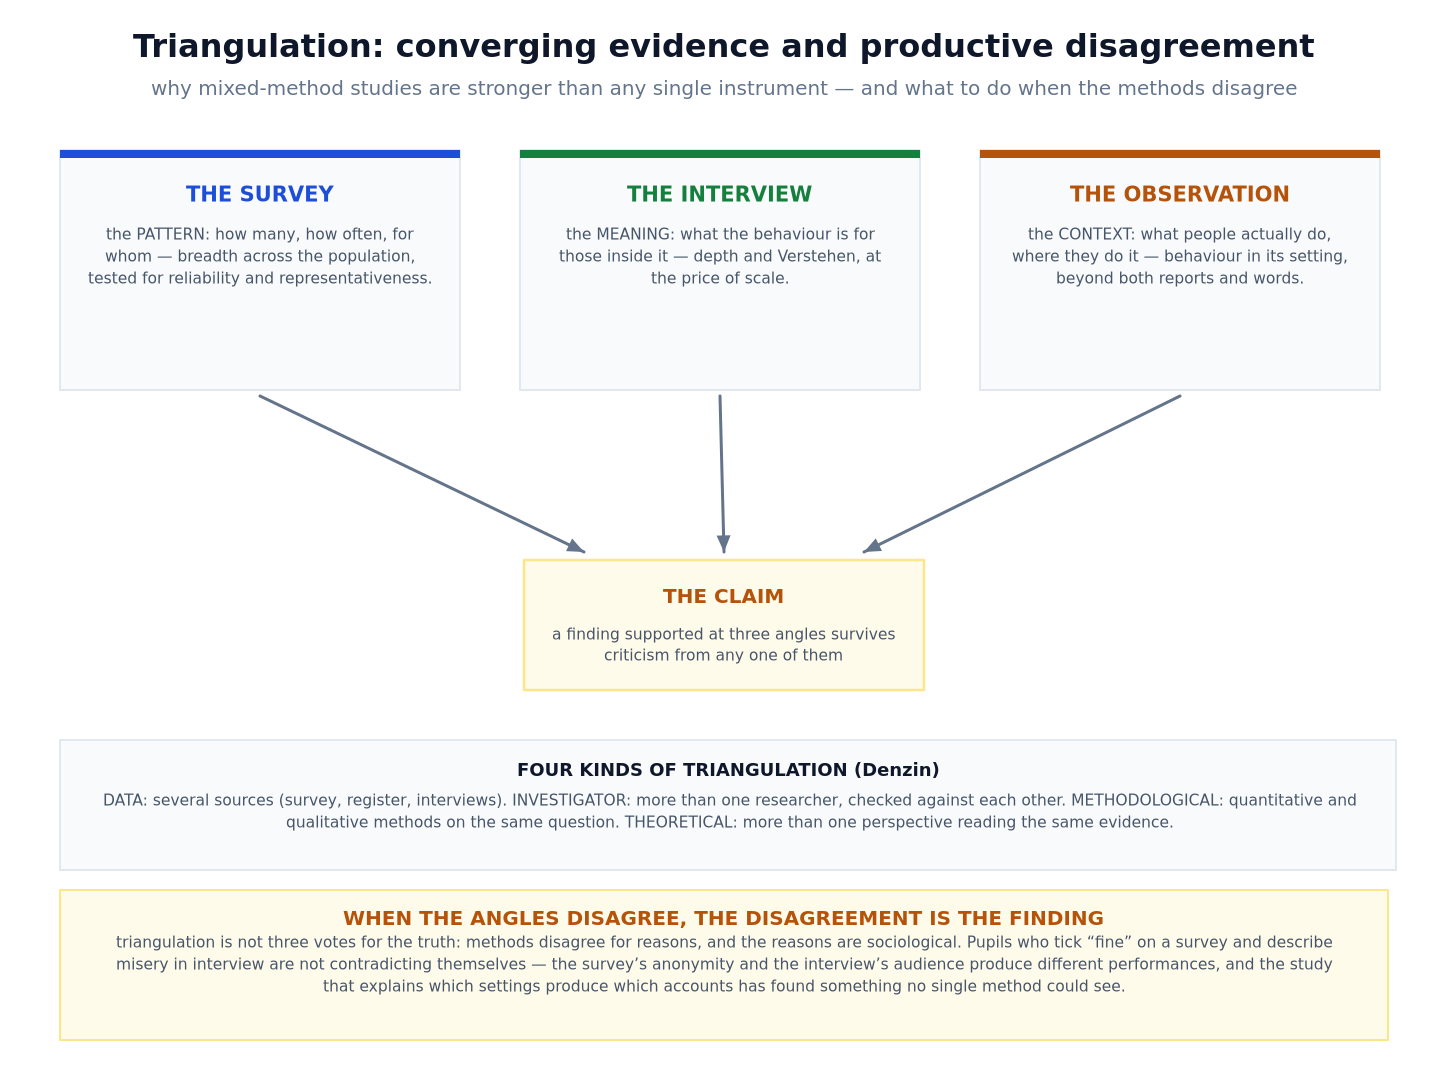 Triangulation: converging evidence and productive disagreement
why mixed-method studies are stronger than any single instrument — and what to do when the methods disagree
THE SURVEY
the PATTERN: how many, how often, for
whom — breadth across the population,
tested for reliability and representativeness.
THE INTERVIEW
the MEANING: what the behaviour is for
those inside it — depth and Verstehen, at
the price of scale.
THE OBSERVATION
the CONTEXT: what people actually do,
where they do it — behaviour in its setting,
beyond both reports and words.
THE CLAIM
a finding supported at three angles survives
criticism from any one of them
FOUR KINDS OF TRIANGULATION (Denzin)
DATA: several sources (survey, register, interviews). INVESTIGATOR: more than one researcher, checked against each other. METHODOLOGICAL: quantitative and
qualitative methods on the same question. THEORETICAL: more than one perspective reading the same evidence.
WHEN THE ANGLES DISAGREE, THE DISAGREEMENT IS THE FINDING
triangulation is not three votes for the truth: methods disagree for reasons, and the reasons are sociological. Pupils who tick “fine” on a survey and describe
misery in interview are not contradicting themselves — the survey’s anonymity and the interview’s audience produce different performances, and the study
that explains which settings produce which accounts has found something no single method could see.